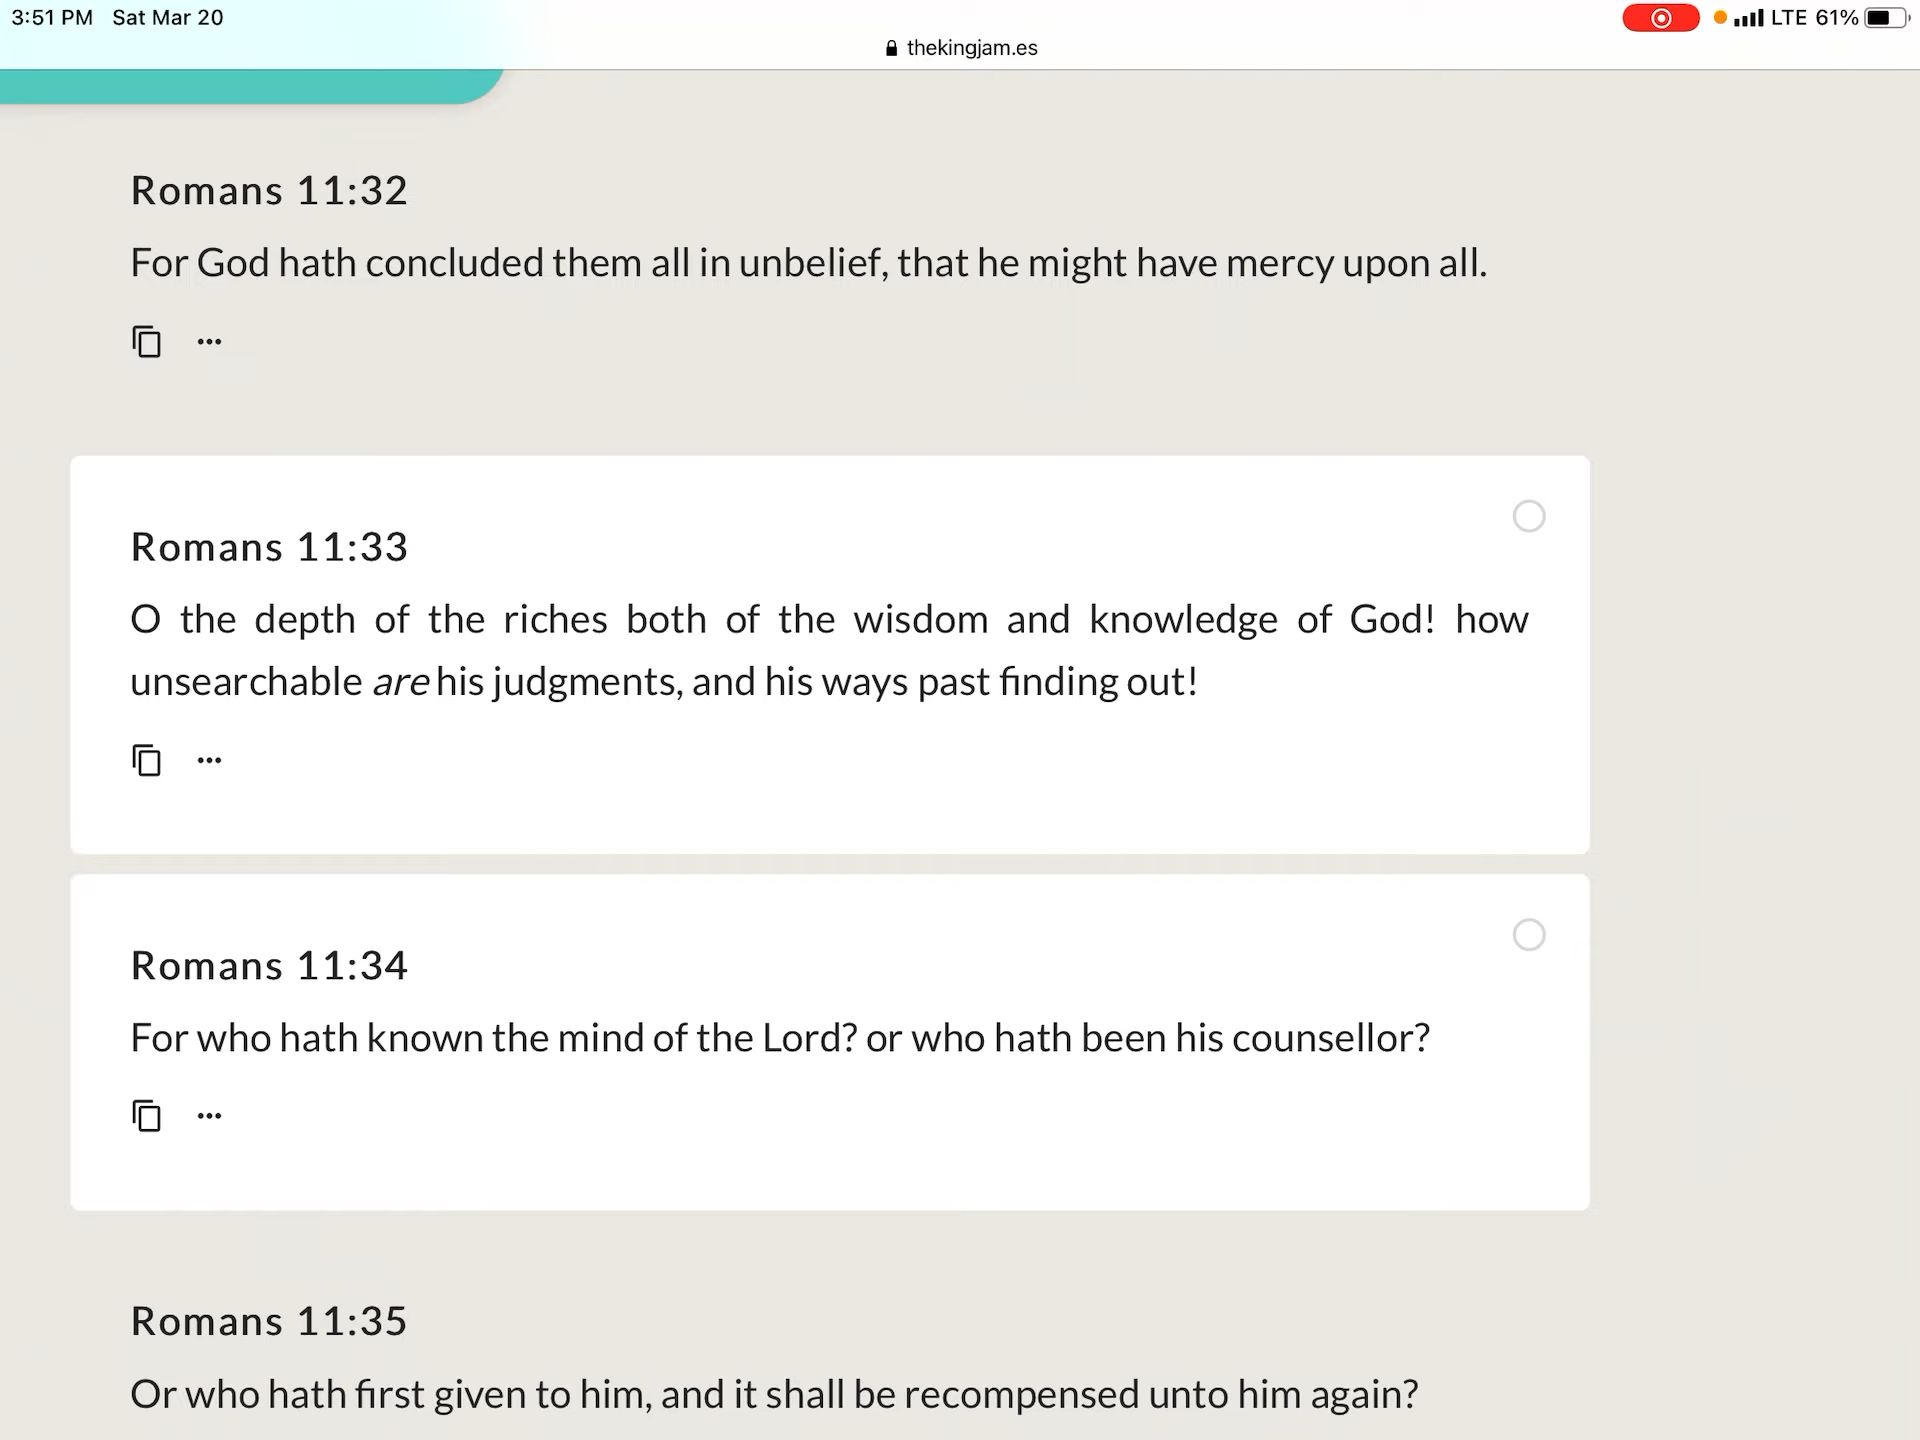 3:51 PM Sat Mar 20
LTE 61%
thekingjam.es
Romans 11:32
For God hath concluded them all in unbelief, that he might have mercy upon all.
Romans 11:33
O the depth of the riches both of the wisdom and knowledge of God! how
unsearchable are his judgments, and his ways past finding out!
Romans 11:34
For who hath known the mind of the Lord? or who hath been his counsellor?
Romans 11:35
Or who hath first given to him, and it shall be recompensed unto him again?